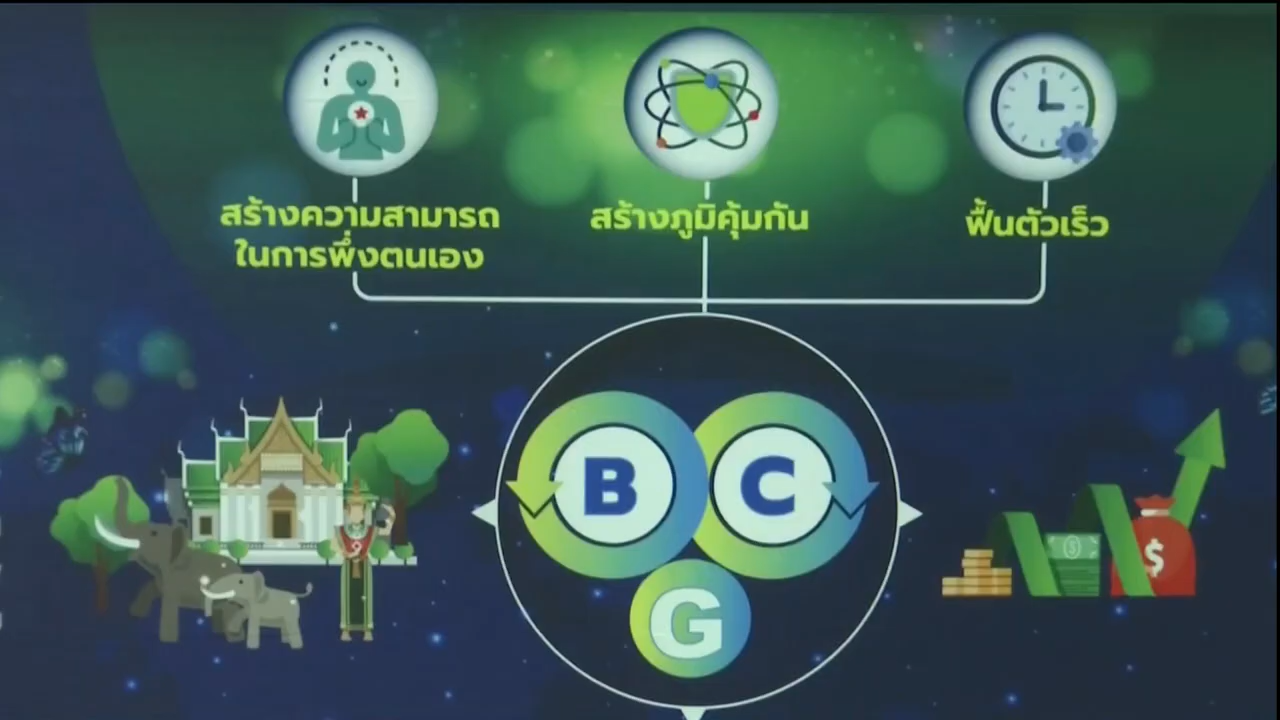 สร้างความสามารถ
ในการพึ่งตนเอง
สร้างภูมิคุ้มกัน
ฟื้นตัวเร็ว
B
C
G
$
$